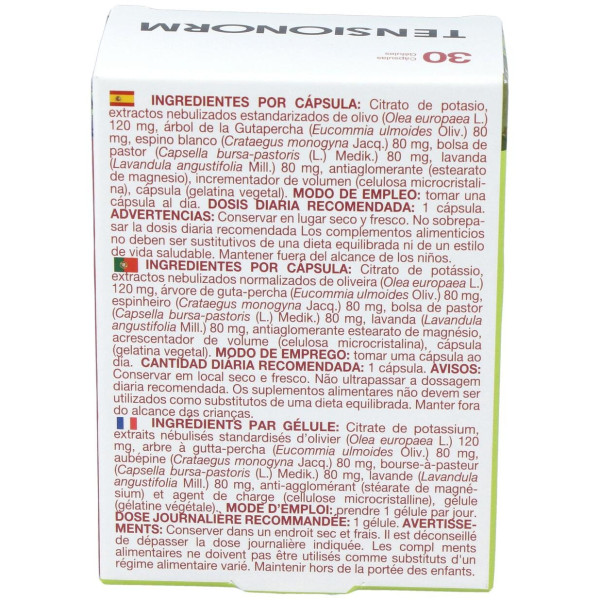 TENSIONORM
30 Cápsulas
Gélules
INGREDIENTES POR CÁPSULA: Citrato de potasio,
extractos nebulizados estandarizados de olivo (Olea europaea L.)
120 mg, árbol de la Gutapercha (Eucommia ulmoides Oliv.) 80
mg, espino blanco (Crataegus monogyna Jacq.) 80 mg, bolsa de
pastor (Capsella bursa-pastoris (L.) Medik.) 80 mg, lavanda
(Lavandula angustifolia Mill.) 80 mg, antiaglomerante (estearato
de magnesio), incrementador de volumen (celulosa microcristali-
na), cápsula (gelatina vegetal). MODO DE EMPLEO: tomar una
cápsula al día. DOSIS DIARIA RECOMENDADA: 1 cápsula.
ADVERTENCIAS: Conservar en lugar seco y fresco. No sobrepa-
sar la dosis diaria recomendada Los complementos alimenticios
no deben ser sustitutivos de una dieta equilibrada ni de un estilo
de vida saludable. Mantener fuera del alcance de los niños.
INGREDIENTES POR CÁPSULA: Citrato de potássio,
extractos nebulizados normalizados de oliveira (Olea europaea L.)
120 mg, árvore de guta-percha (Eucommia ulmoides Oliv.) 80 mg,
espinheiro (Crataegus monogyna Jacq.) 80 mg, bolsa de pastor
(Capsella bursa-pastoris (L.) Medik.) 80 mg, lavanda (Lavandula
angustifolia Mill.) 80 mg, antiaglomerante estearato de magnésio,
acrescentador de volume (celulosa microcristalina), cápsula
(gelatina vegetal). MODO DE EMPREGO: tomar uma cápsula ao
dia. CANTIDAD DIÁRIA RECOMENDADA: 1 cápsula. AVISOS:
Conservar em local seco e fresco. Não ultrapassar a dossagem
diaria recomendada. Os suplementos alimentares não devem ser
utilizados como substitutos de uma dieta equilibrada. Manter fora
do alcance das crianças.
INGRÉDIENTS PAR GÉLULE: Citrate de potassium,
extraits nébulisés standardisés d'olivier (Olea europaea L.) 120
mg, arbre à gutta-percha (Eucommia ulmoides Oliv.) 80 mg,
aubépine (Crataegus monogyna Jacq.) 80 mg, bourse-à-pasteur
(Capsella bursa-pastoris (L.) Medik.) 80 mg, lavande (Lavandula
angustifolia Mill.) 80 mg, anti-agglomérant (stéarate de magné-
sium) et agent de charge (cellulose microcristalline), gélule
(gélatine végétale). MODE D'EMPLOI: prendre 1 gélule par jour.
DOSE JOURNALIÈRE RECOMMANDÉE: 1 gélule. AVERTISSE-
MENTS: Conserver dans un endroit sec et frais. Il est déconseillé
de dépasser la dose journalière indiquée. Les compl ments
alimentaires ne doivent pas être utilisés comme substituts d'un
régime alimentaire varié. Maintenir hors de la portée des enfants.